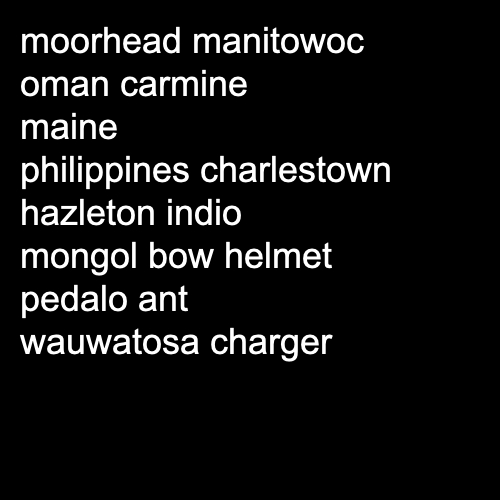 moorhead manitowoc
oman carmine
maine
philippines charlestown
hazleton indio
mongol bow helmet
pedalo ant
wauwatosa charger